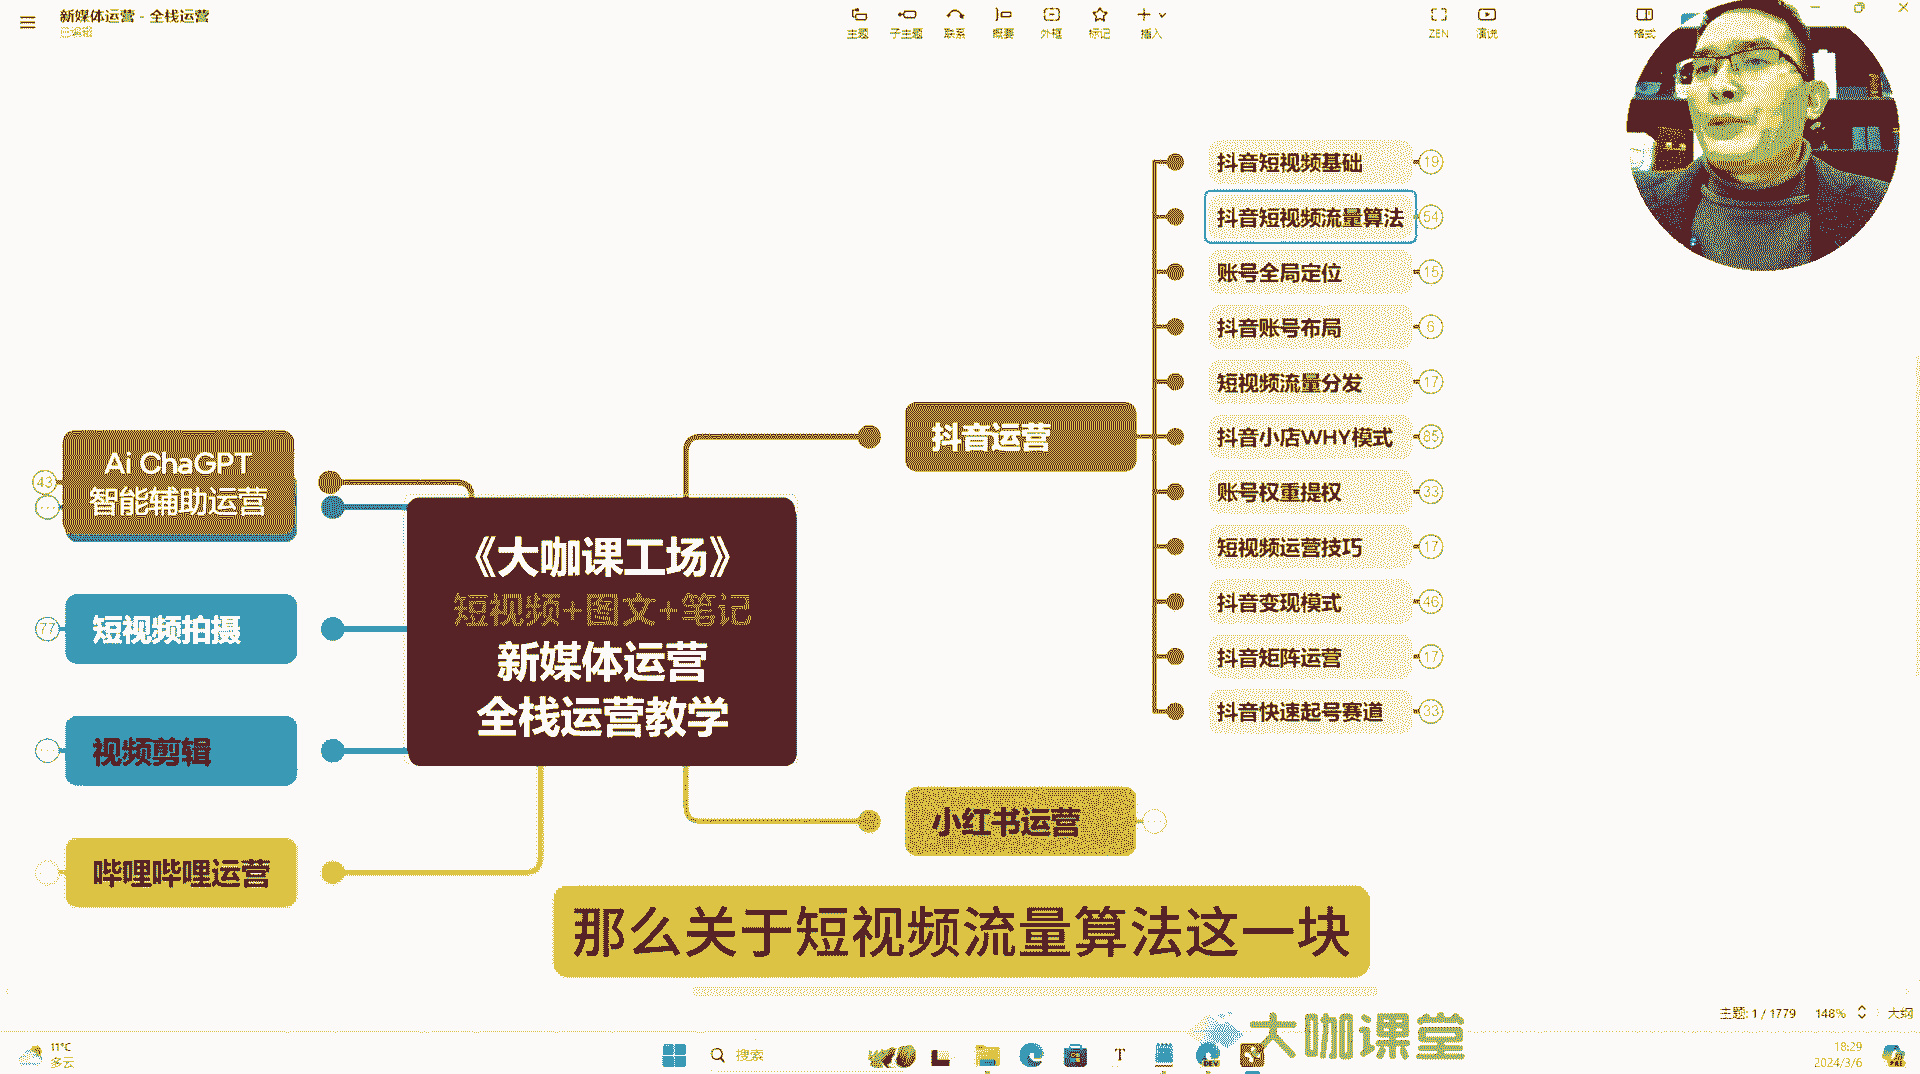 新媒体运营 - 全栈运营
已编辑
主题
子主题
联系
概要
外框
标记
插入
ZEN
演说
格式
抖音短视频基础
19
抖音短视频流量算法
54
账号全局定位
15
抖音账号布局
6
短视频流量分发
17
抖音运营
抖音小店WHY模式
85
账号权重提权
33
短视频运营技巧
17
抖音变现模式
46
抖音矩阵运营
17
抖音快速起号赛道
33
Ai ChaGPT
智能辅助运营
43
短视频拍摄
77
视频剪辑
哔哩哔哩运营
《大咖课工场》
短视频+图文+笔记
新媒体运营
全栈运营教学
小红书运营
那么关于短视频流量算法这一块
主题: 1 / 1779
148%
大纲
大咖课堂
11°C
多云
搜索
18:29
2024/3/6